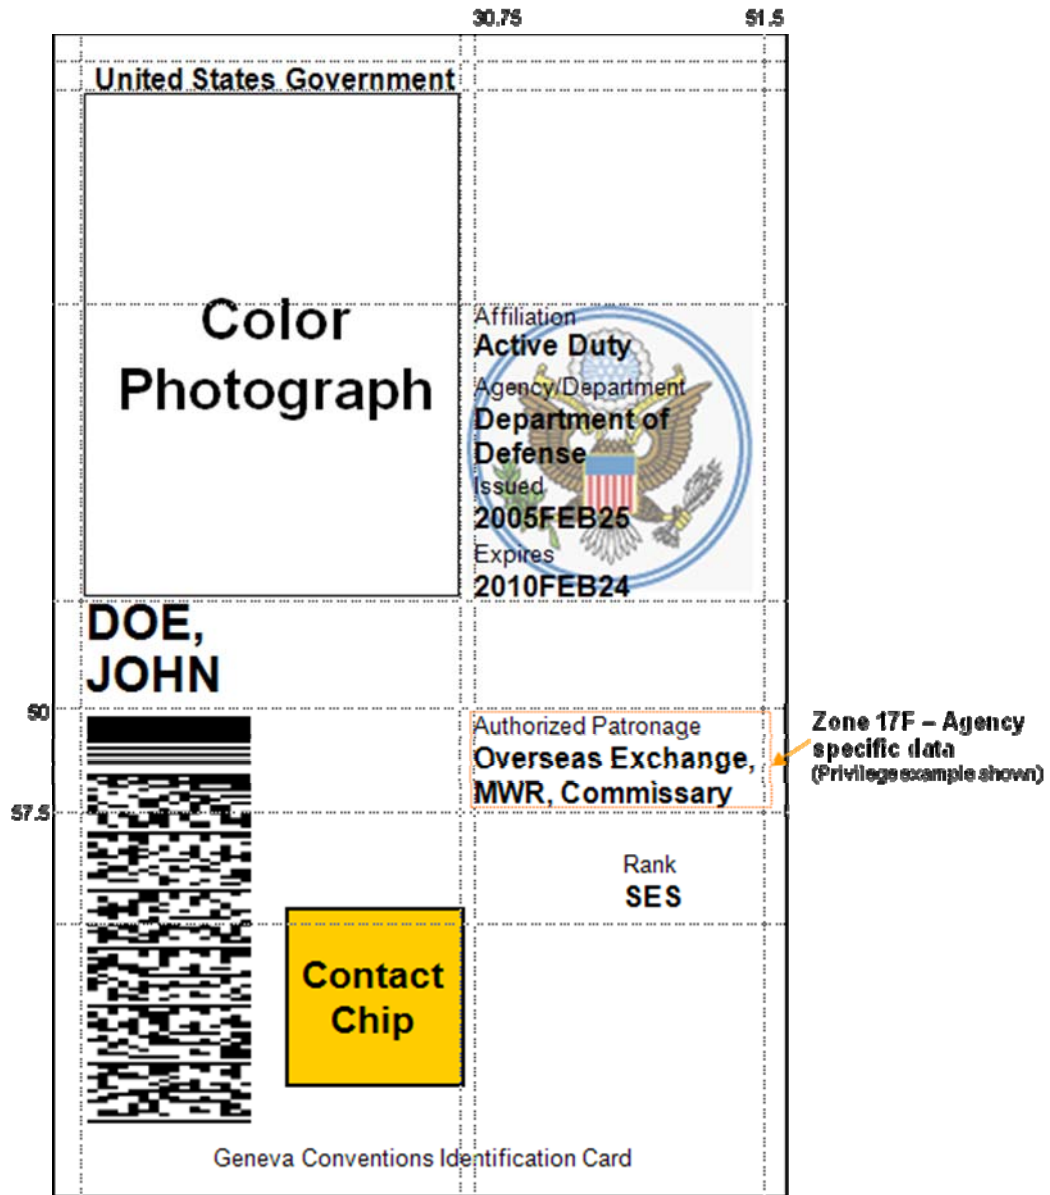 30.75
51.5
United States Government
Color
Photograph
Affiliation
Active Duty
Agency/Department
Department of
Defense
Issued
2005FEB25
Expires
2010FEB24
DOE,
JOHN
50
Authorized Patronage
Overseas Exchange,
MWR, Commissary
Zone 17F – Agency
specific data
(Privilege example shown)
57.5
Rank
SES
Contact
Chip
Geneva Conventions Identification Card